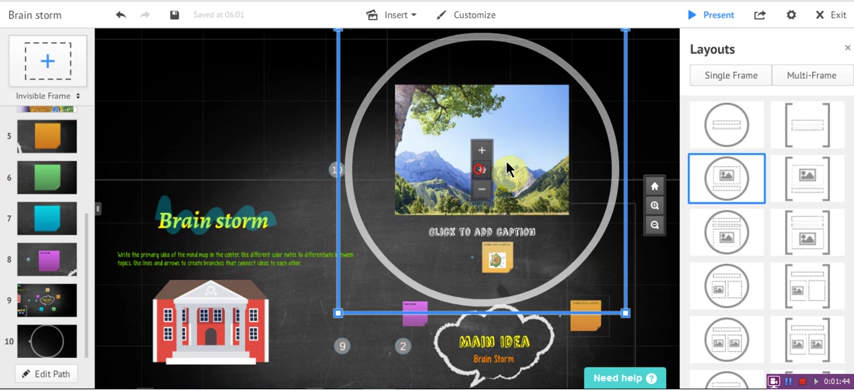 Brain storm
Saved at 06:01
Insert
Customize
Present
Exit
Layouts
×
Single Frame
Multi-Frame
+
Invisible Frame
5
6
7
8
9
10
Edit Path
+
−
Brain storm
Write the primary idea of the mind map in the center. Use different color notes to differentiate between
topics. Use lines and arrows to create branches that connect ideas to each other.
CLICK TO ADD CAPTION
9
2
MAIN IDEA
Brain Storm
Need help ?
0:01:44